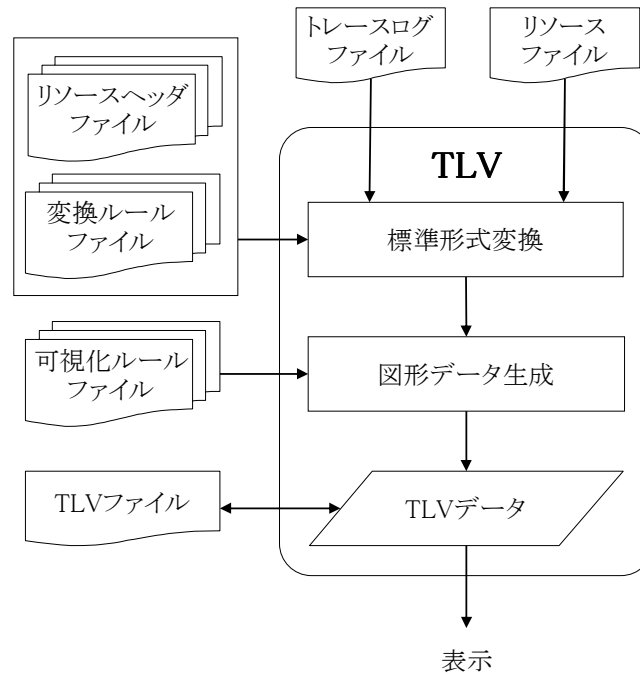 トレースログ
ファイル
リソース
ファイル
リソースヘッダ
ファイル
TLV
変換ルール
ファイル
標準形式変換
可視化ルール
ファイル
図形データ生成
TLVファイル
TLVデータ
表示